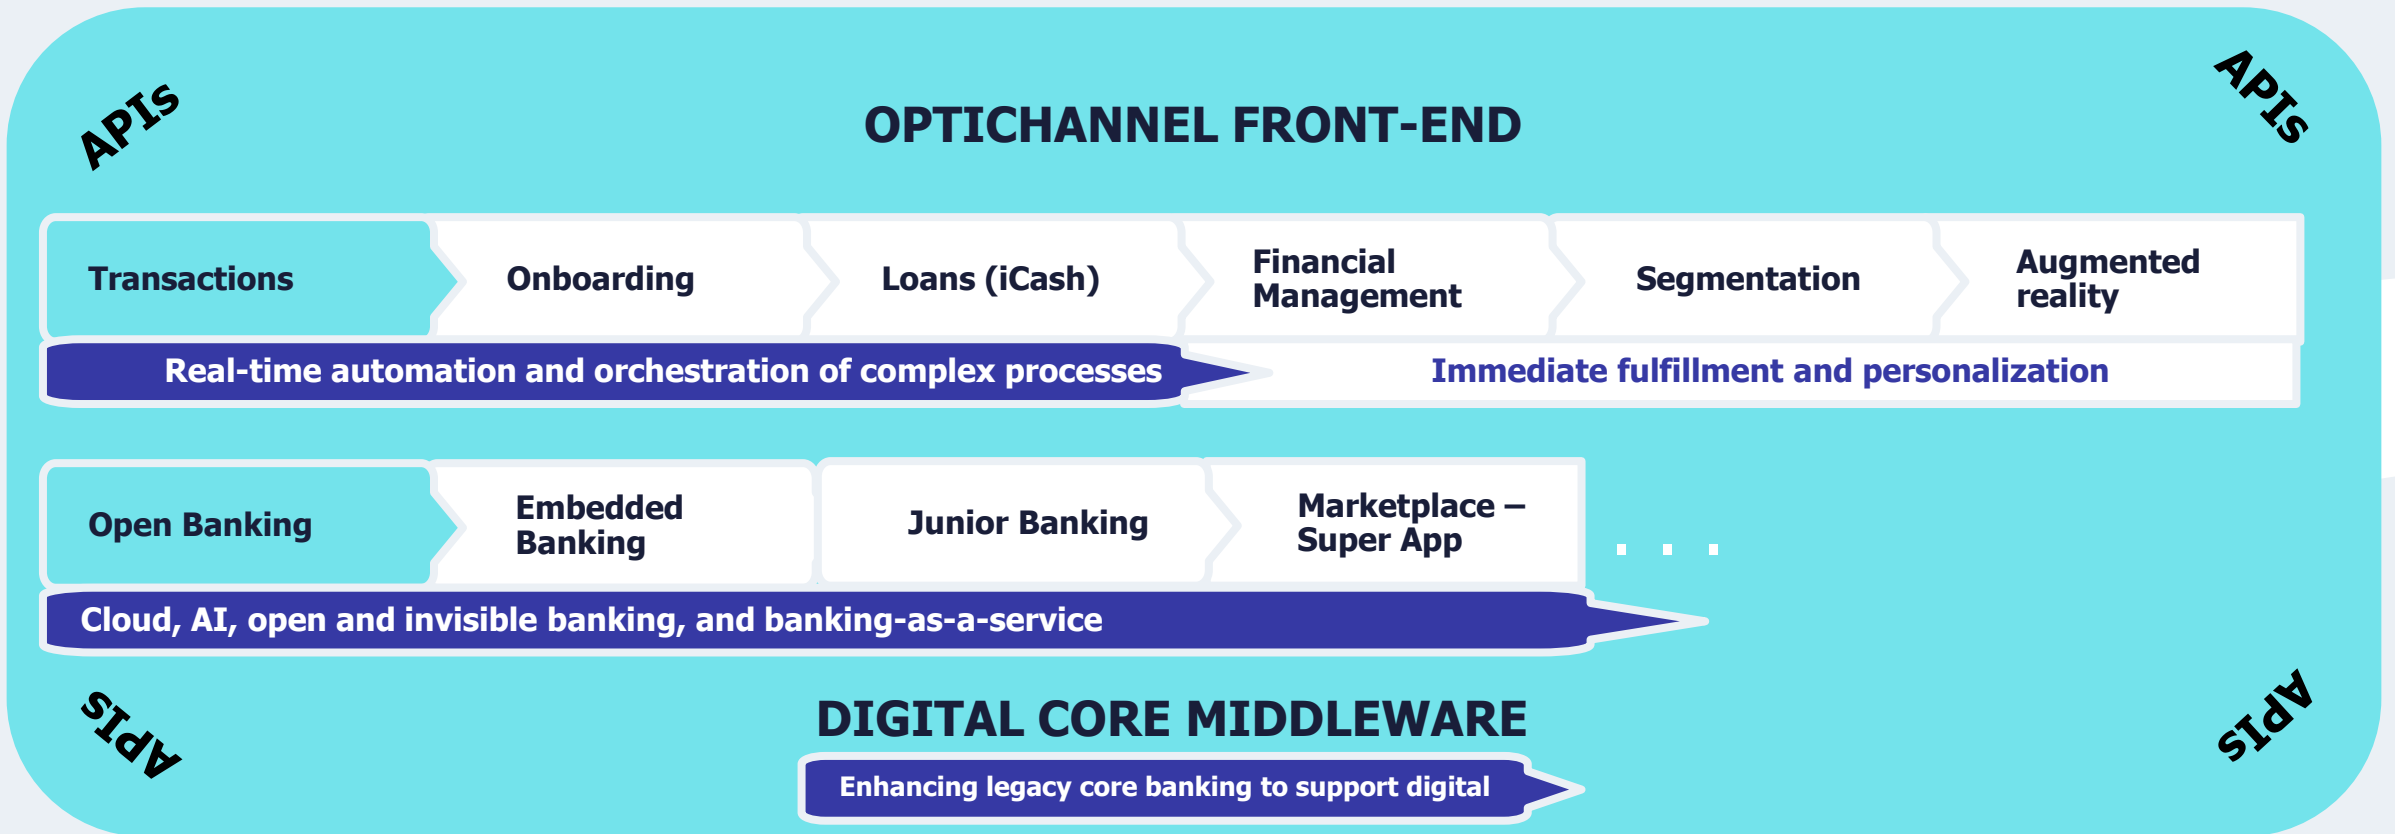 APIs
APIs
OPTICHANNEL FRONT-END
Transactions
Onboarding
Loans (iCash)
Financial
Management
Segmentation
Augmented
reality
Real-time automation and orchestration of complex processes
Immediate fulfillment and personalization
Open Banking
Embedded
Banking
Junior Banking
Marketplace –
Super App
. . .
Cloud, AI, open and invisible banking, and banking-as-a-service
APIs
APIs
DIGITAL CORE MIDDLEWARE
Enhancing legacy core banking to support digital